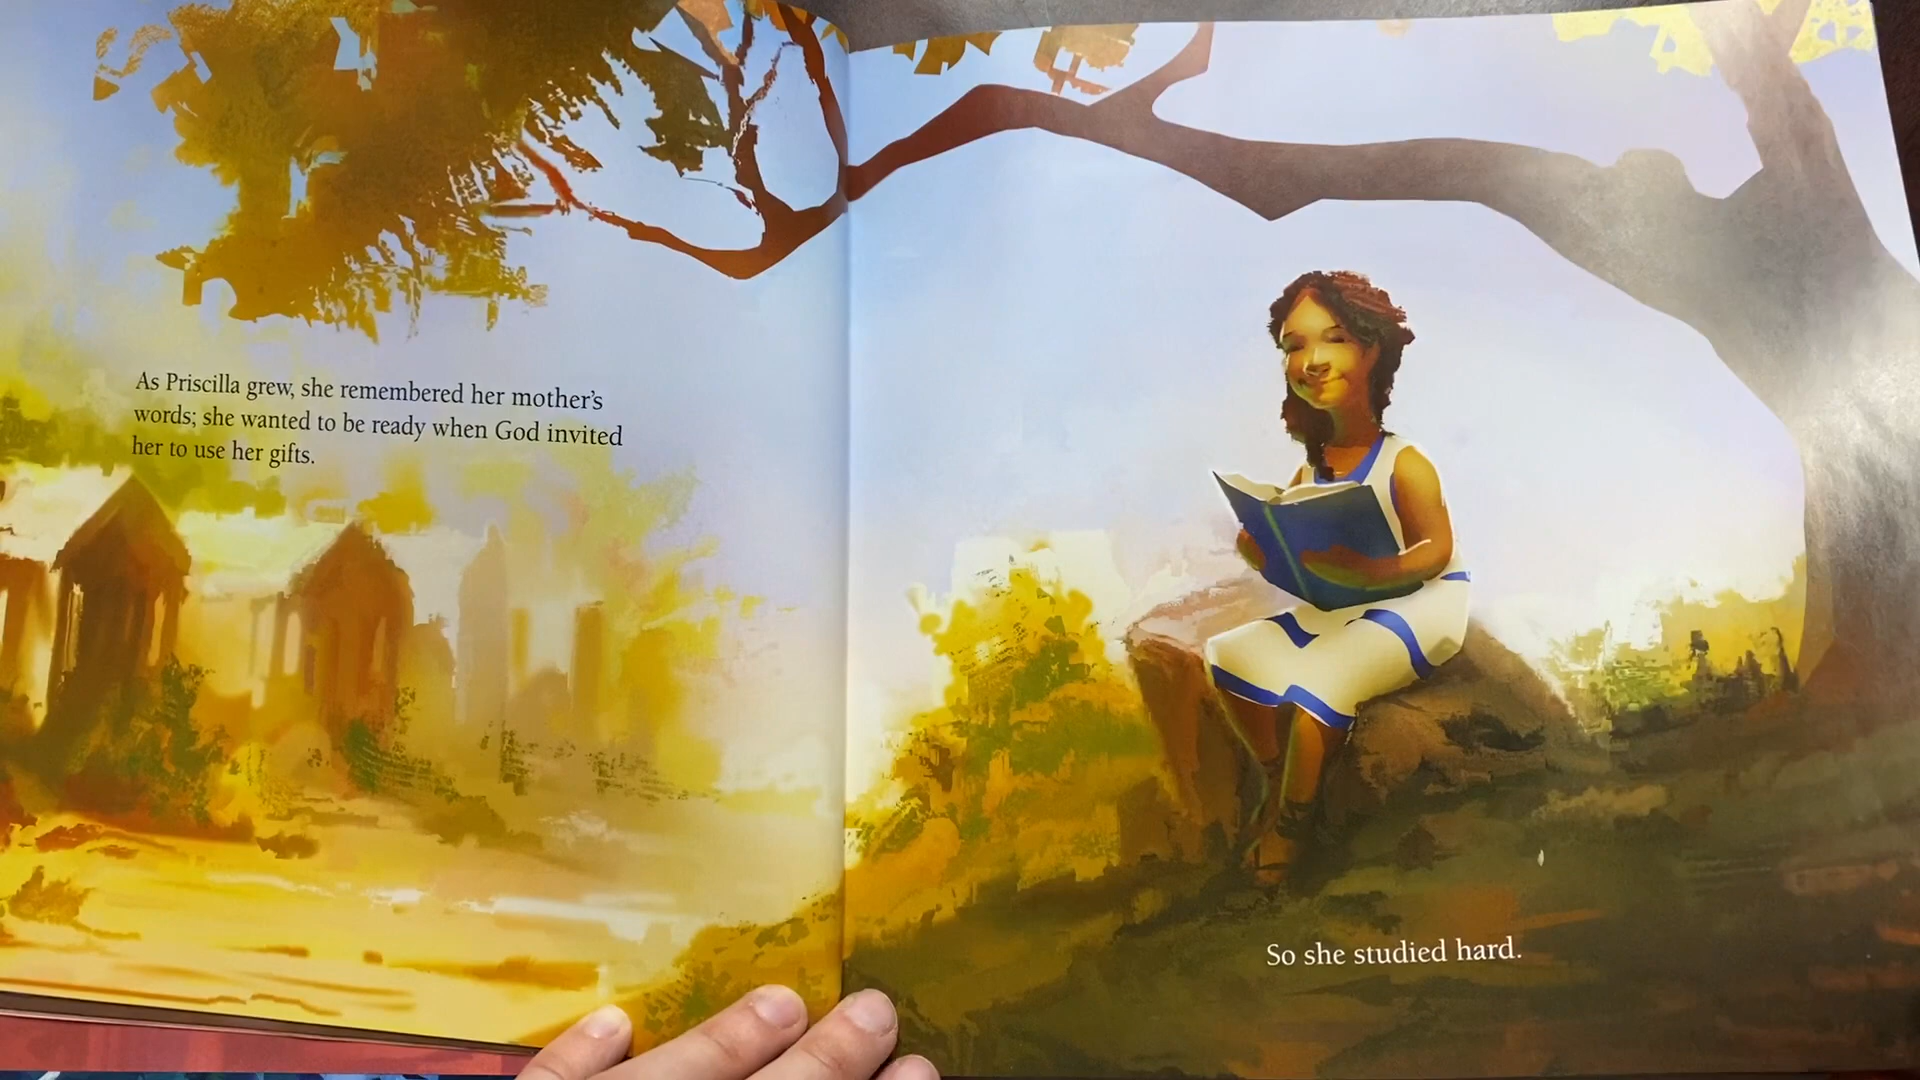 As Priscilla grew, she remembered her mother's
words; she wanted to be ready when God invited
her to use her gifts.
So she studied hard.